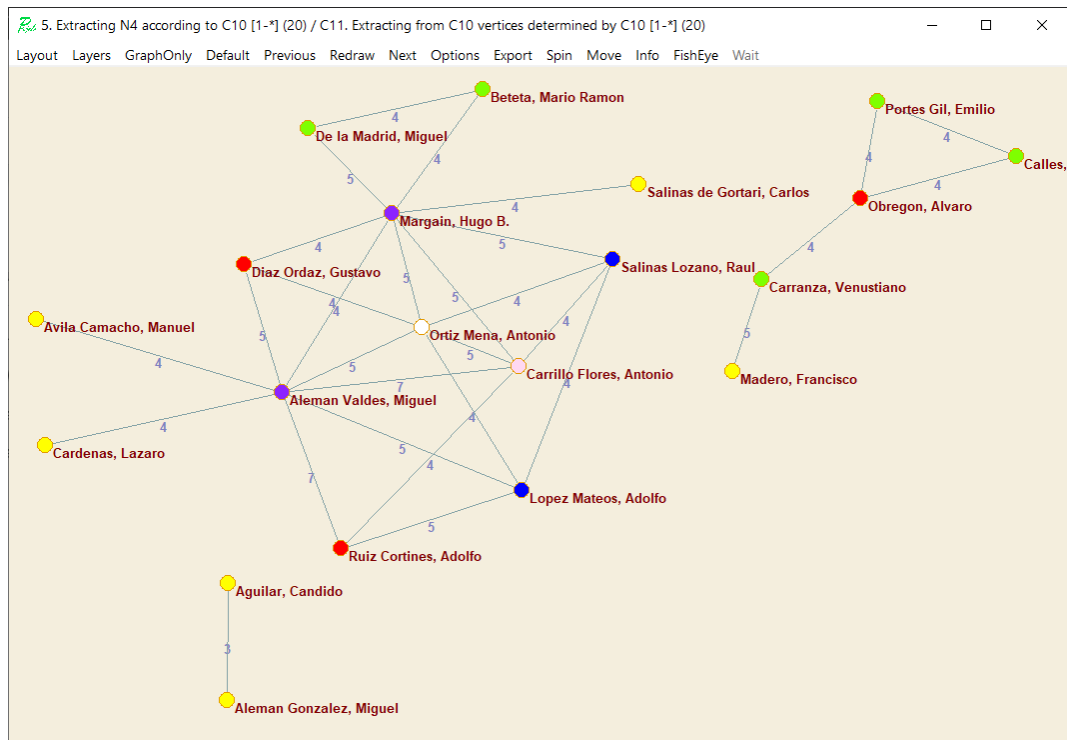 5. Extracting N4 according to C10 [1-*] (20) / C11. Extracting from C10 vertices determined by C10 [1-*] (20)
Layout Layers GraphOnly Default Previous Redraw Next Options Export Spin Move Info FishEye Wait
Beteta, Mario Ramon
Portes Gil, Emilio
4
De la Madrid, Miguel
4
4
4
Calles,
5
4
Salinas de Gortari, Carlos
4
Obregon, Alvaro
4
Margain, Hugo B.
4
5
4
Salinas Lozano, Raul
Diaz Ordaz, Gustavo
5
Carranza, Venustiano
5
4
4
4
4
Avila Camacho, Manuel
Ortiz Mena, Antonio
5
5
4
5
5
4
Carrillo Flores, Antonio
Madero, Francisco
7
4
Aleman Valdes, Miguel
4
4
Cardenas, Lazaro
5
4
7
Lopez Mateos, Adolfo
5
Ruiz Cortines, Adolfo
Aguilar, Candido
3
Aleman Gonzalez, Miguel